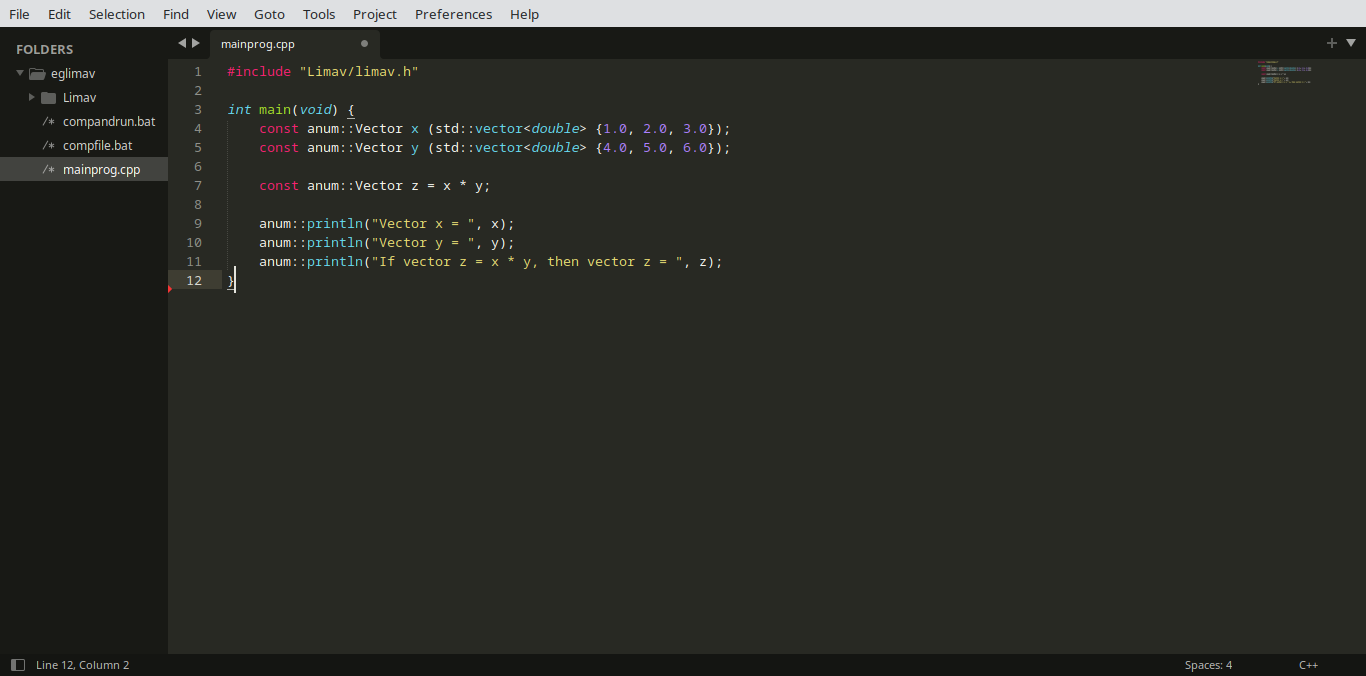 File Edit Selection Find View Goto Tools Project Preferences Help
FOLDERS
eglimav
Limav
/* compandrun.bat
/* compfile.bat
/* mainprog.cpp
mainprog.cpp
1 #include "Limav/limav.h"
2
3 int main(void) {
4     const anum::Vector x (std::vector<double> {1.0, 2.0, 3.0});
5     const anum::Vector y (std::vector<double> {4.0, 5.0, 6.0});
6
7     const anum::Vector z = x * y;
8
9     anum::println("Vector x = ", x);
10     anum::println("Vector y = ", y);
11     anum::println("If vector z = x * y, then vector z = ", z);
12 }
Line 12, Column 2 Spaces: 4 C++